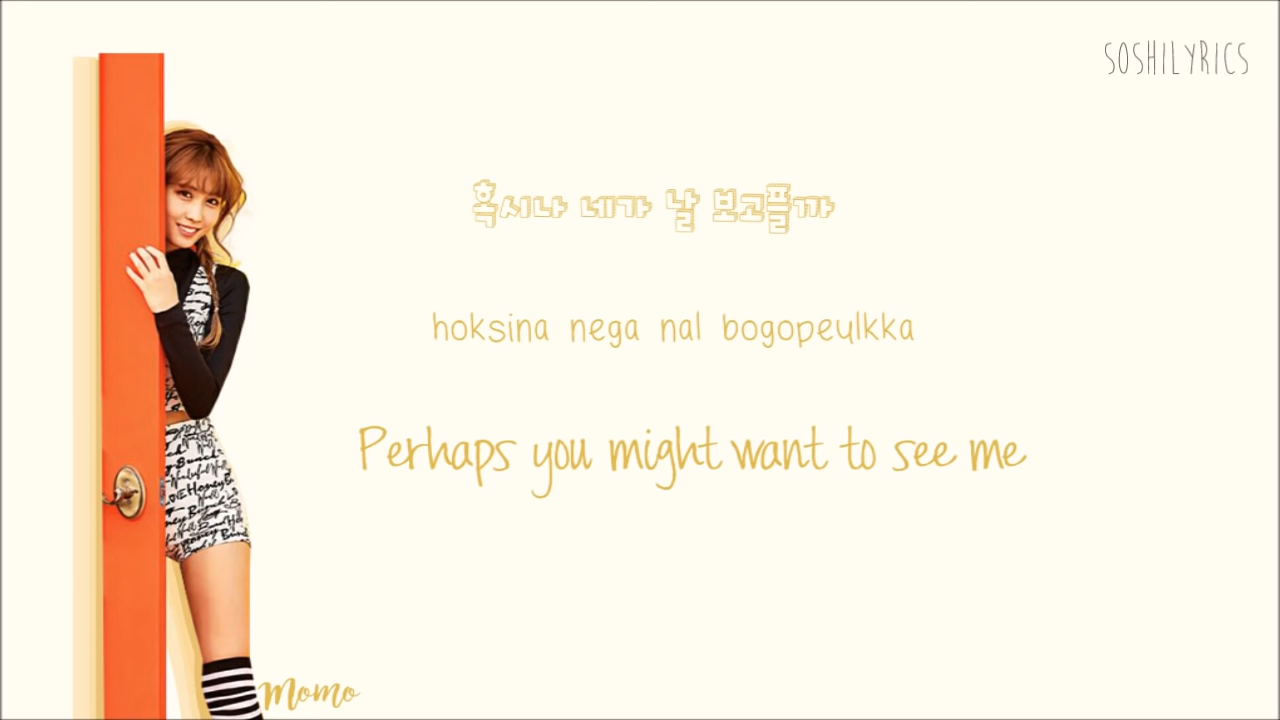 SOSHILYRICS
혹시나 네가 날 보고플까
hoksina nega nal bogopeulkka
Perhaps you might want to see me
Momo